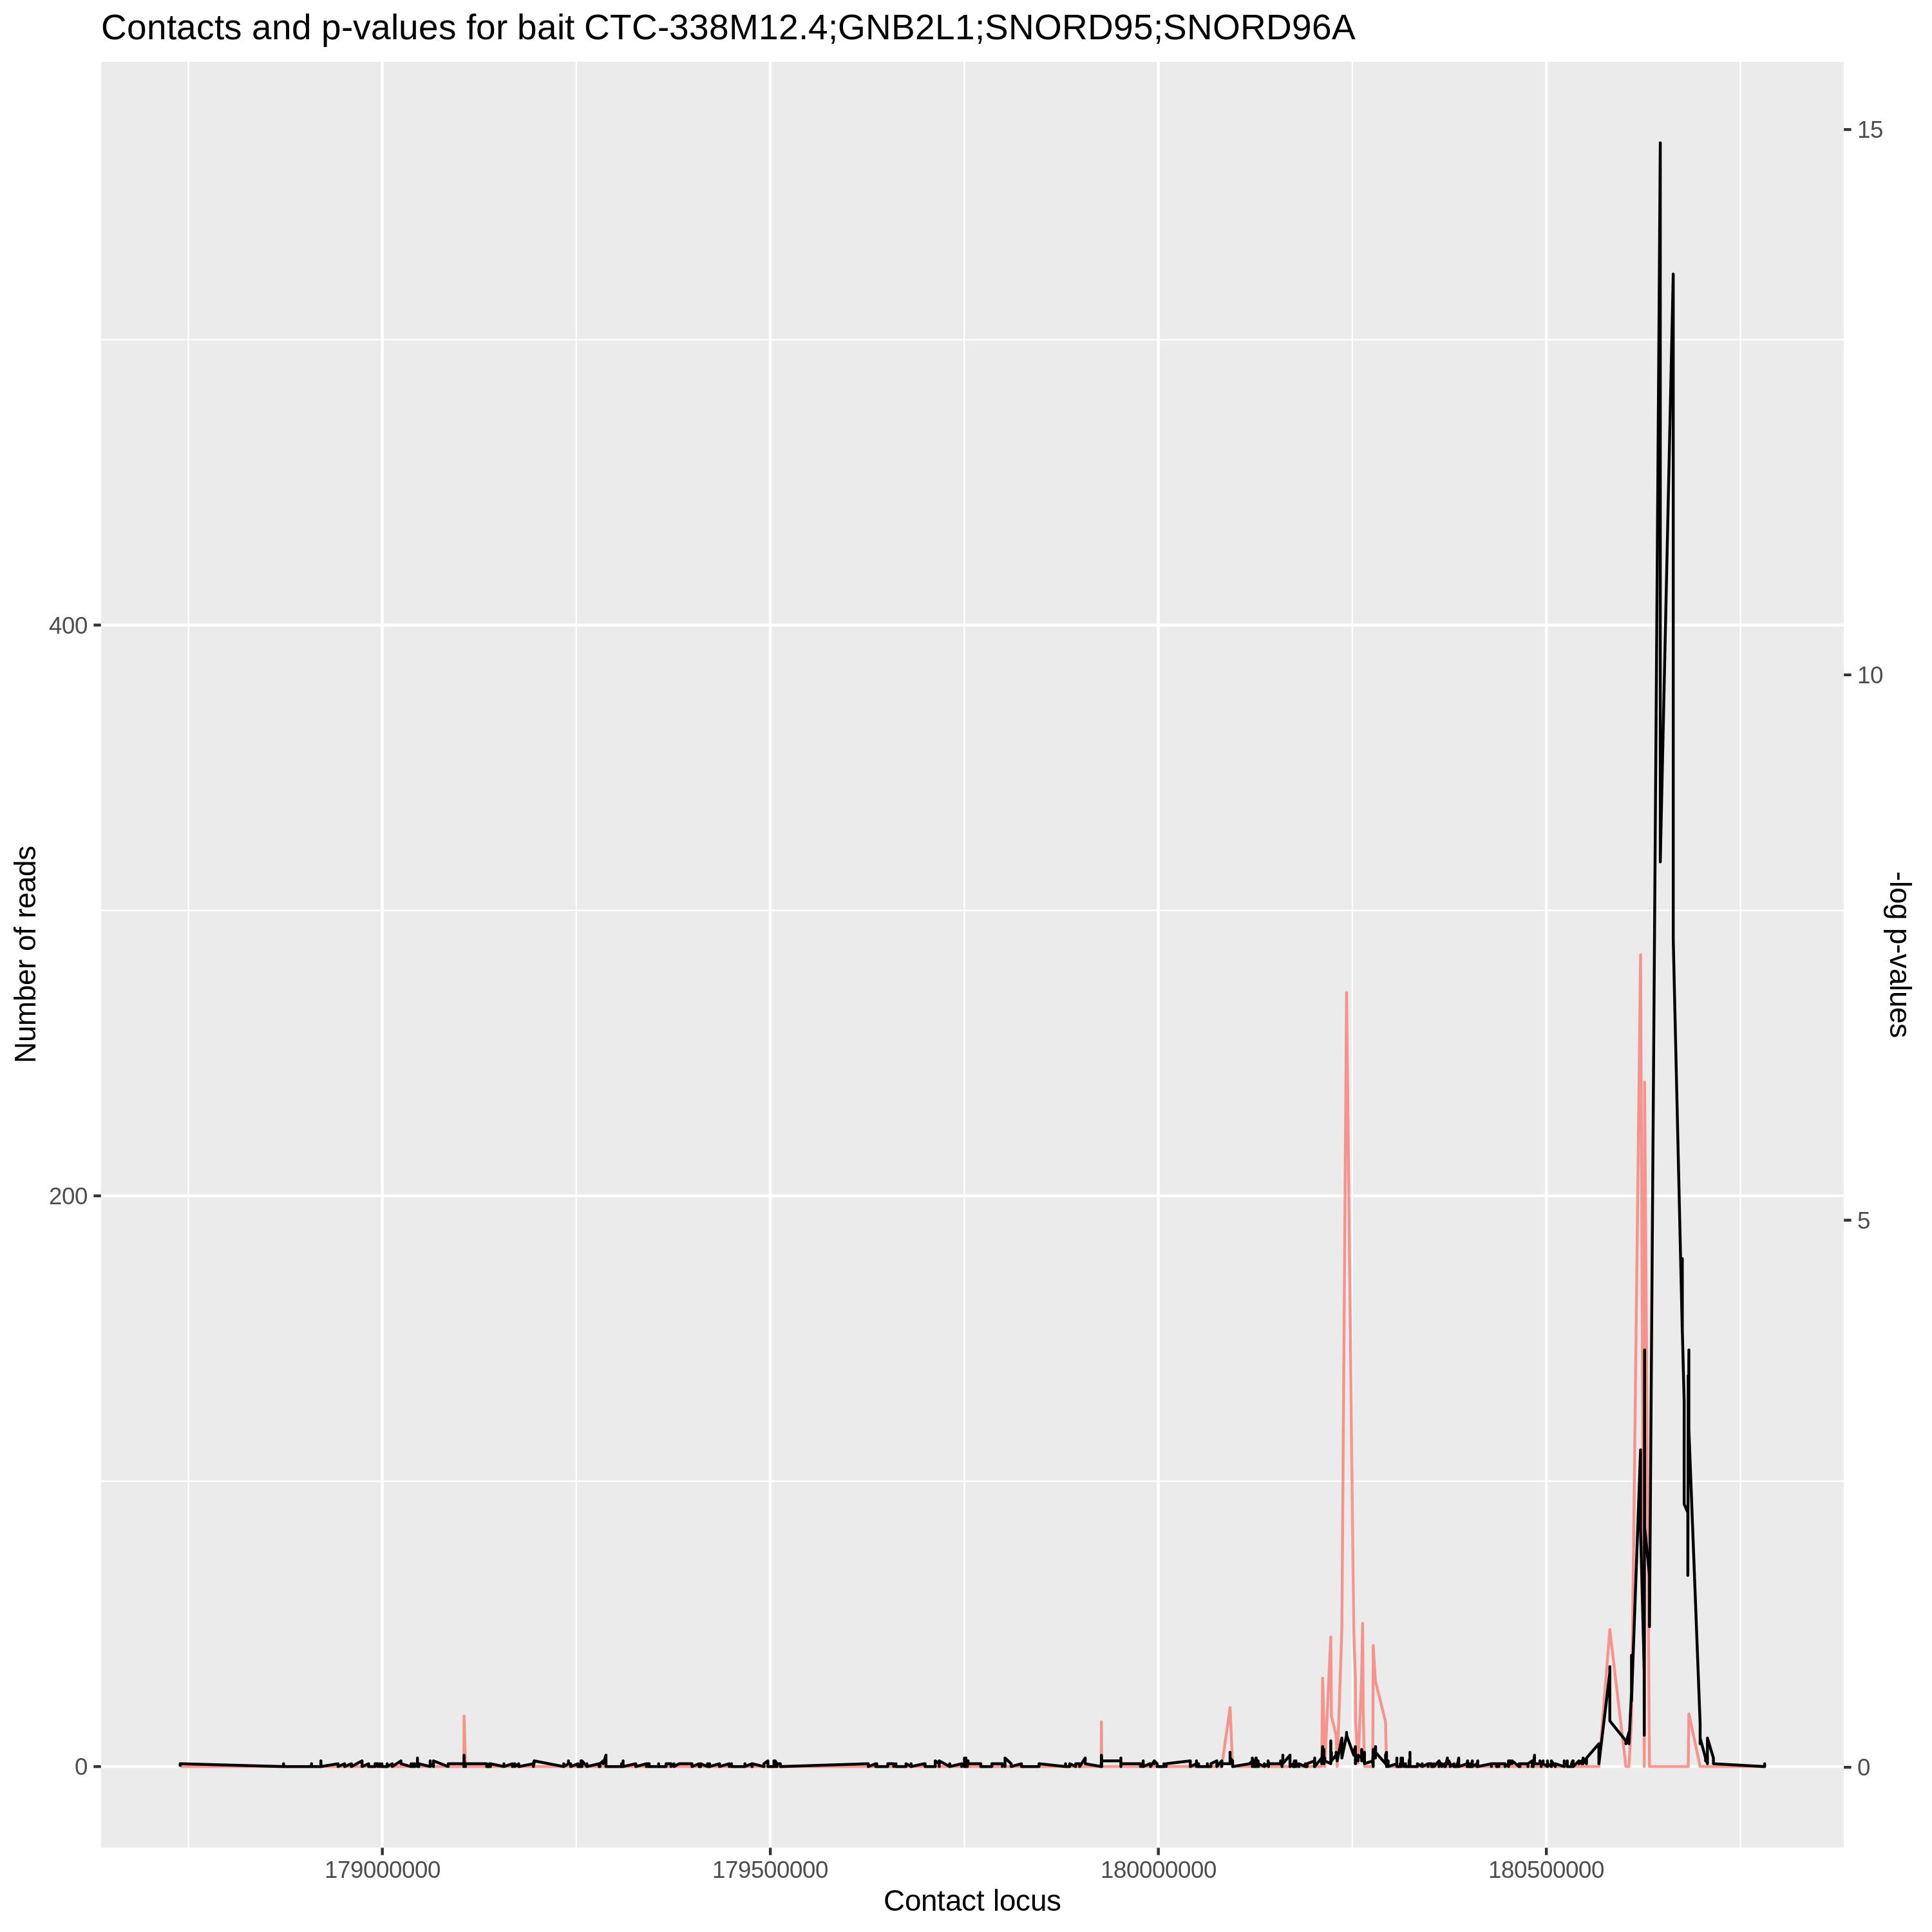 Contacts and p-values for bait CTC-338M12.4;GNB2L1;SNORD95;SNORD96A
15
400
10
Number of reads
-log p-values
200
5
0
0
179000000
179500000
180000000
180500000
Contact locus